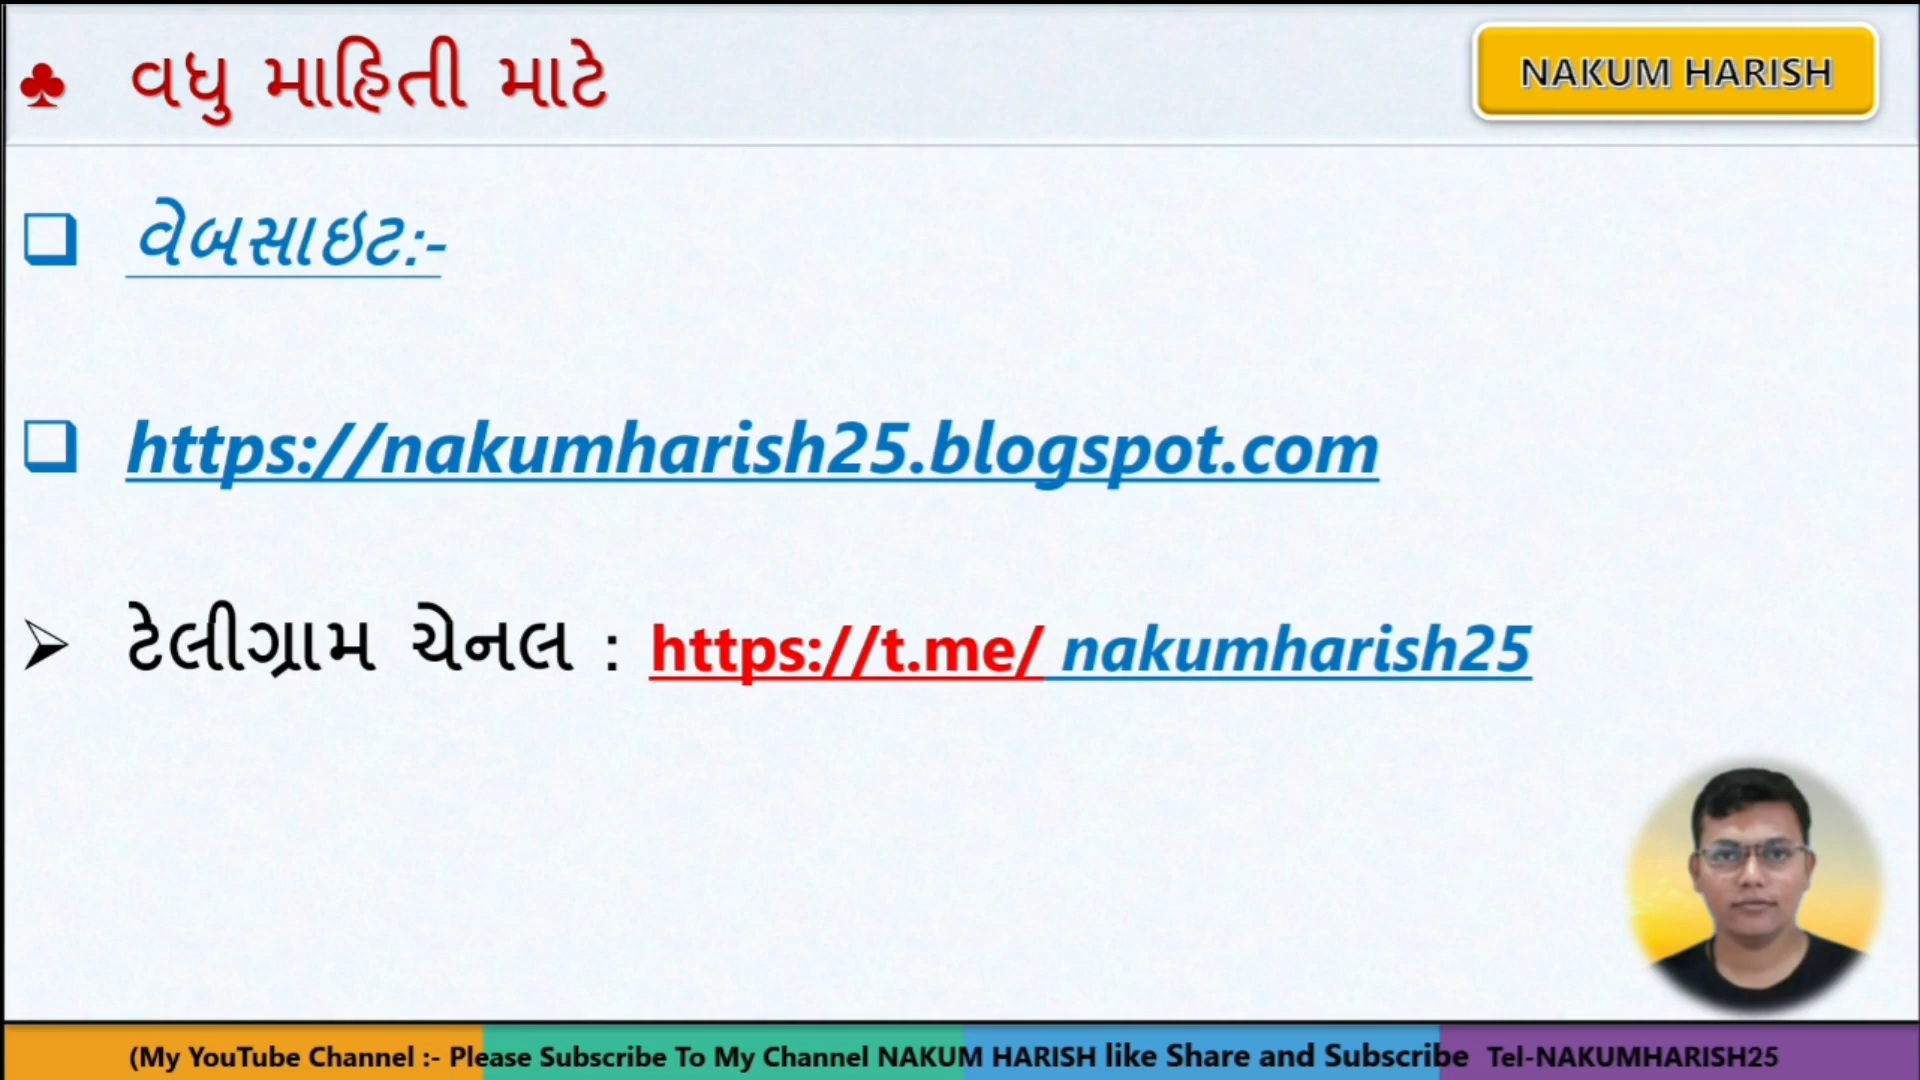 ♣ વધુ માહિતી માટે
NAKUM HARISH
❑ વેબસાઇટ:-
❑ https://nakumharish25.blogspot.com
➢ ટેલીગ્રામ ચેનલ : https://t.me/ nakumharish25
(My YouTube Channel :- Please Subscribe To My Channel NAKUM HARISH like Share and Subscribe Tel-NAKUMHARISH25